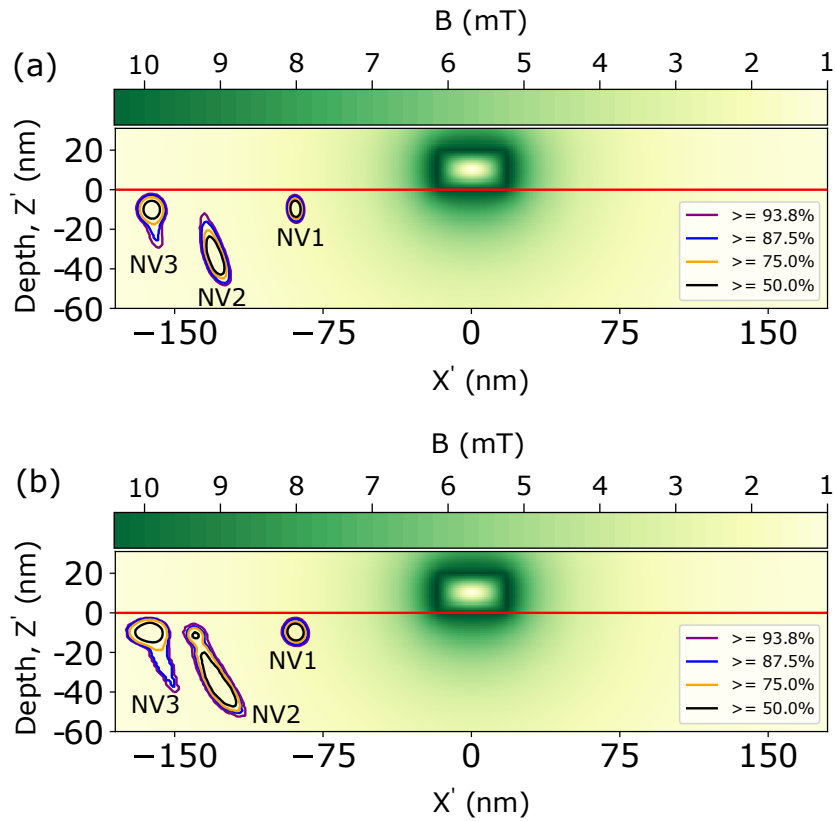 B (mT)
(a)
10 9 8 7 6 5 4 3 2 1
20
0
-20
-40
-60
Depth, Z' (nm)
NV3
NV2
NV1
>= 93.8%
>= 87.5%
>= 75.0%
>= 50.0%
−150 −75 0 75 150
X' (nm)
B (mT)
(b)
10 9 8 7 6 5 4 3 2 1
20
0
-20
-40
-60
Depth, Z' (nm)
NV3
NV2
NV1
>= 93.8%
>= 87.5%
>= 75.0%
>= 50.0%
−150 −75 0 75 150
X' (nm)